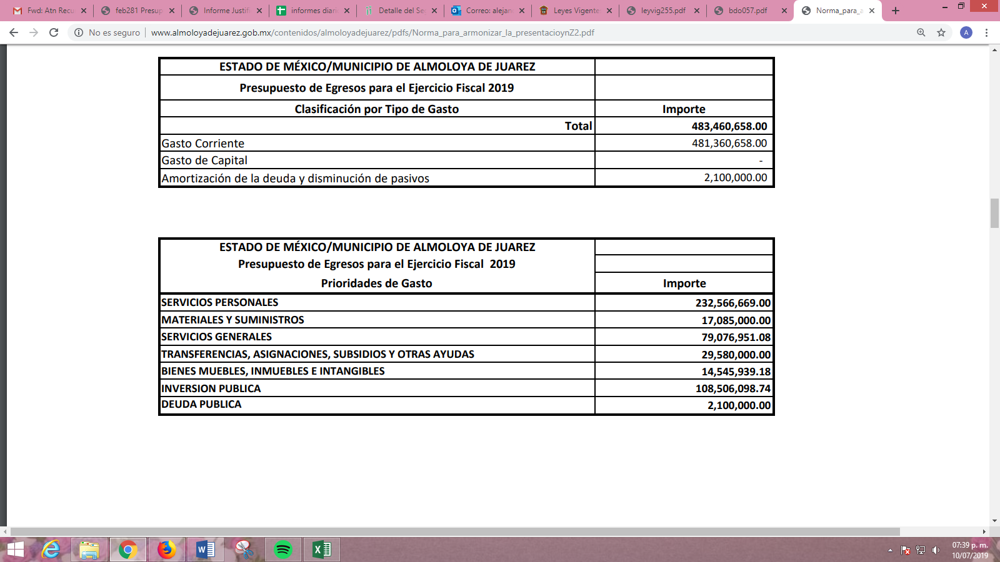 Fwd: Atn Recu
feb281 Presup
Informe Justifi
informes diari
Detalle del Se
Correo: alejan
Leyes Vigente
leyvig255.pdf
bdo057.pdf
Norma_para_a
No es seguro
www.almoloyadejuarez.gob.mx/contenidos/almoloyadejuarez/pdfs/Norma_para_armonizar_la_presentacioynZ2.pdf
A
ESTADO DE MÉXICO/MUNICIPIO DE ALMOLOYA DE JUAREZ
Presupuesto de Egresos para el Ejercicio Fiscal 2019
Clasificación por Tipo de Gasto Importe
Total 483,460,658.00
Gasto Corriente 481,360,658.00
Gasto de Capital -
Amortización de la deuda y disminución de pasivos 2,100,000.00
ESTADO DE MÉXICO/MUNICIPIO DE ALMOLOYA DE JUAREZ
Presupuesto de Egresos para el Ejercicio Fiscal 2019
Prioridades de Gasto Importe
SERVICIOS PERSONALES 232,566,669.00
MATERIALES Y SUMINISTROS 17,085,000.00
SERVICIOS GENERALES 79,076,951.08
TRANSFERENCIAS, ASIGNACIONES, SUBSIDIOS Y OTRAS AYUDAS 29,580,000.00
BIENES MUEBLES, INMUEBLES E INTANGIBLES 14,545,939.18
INVERSION PUBLICA 108,506,098.74
DEUDA PUBLICA 2,100,000.00
07:39 p. m.
10/07/2019